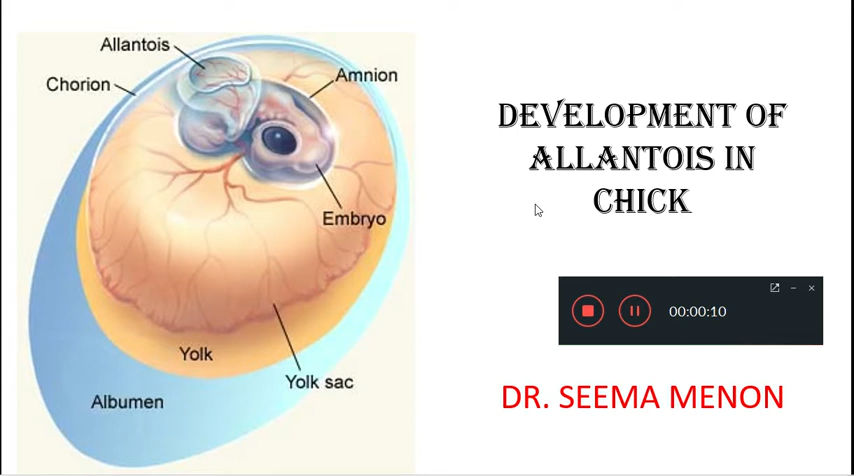 Allantois
Chorion
Amnion
Embryo
Yolk
Yolk sac
Albumen
DEVELOPMENT OF
ALLANTOIS IN
CHICK
00:00:10
DR. SEEMA MENON